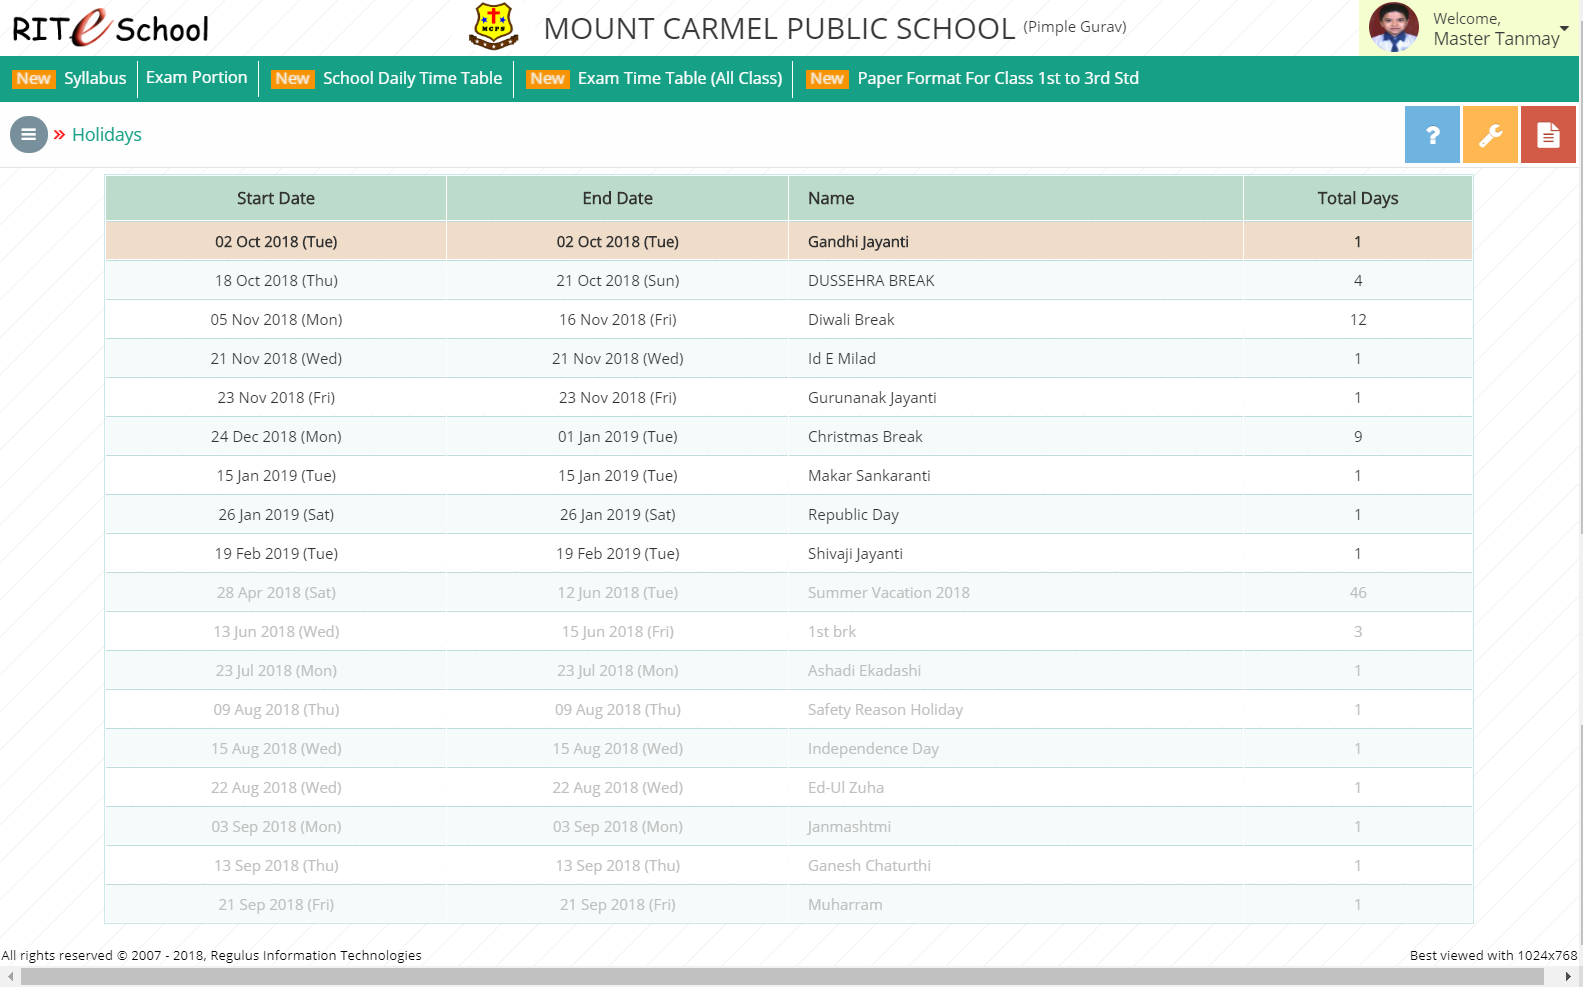 RITeSchool
MCPS
MOUNT CARMEL PUBLIC SCHOOL (Pimple Gurav)
Welcome,
Master Tanmay
New Syllabus Exam Portion New School Daily Time Table New Exam Time Table (All Class) New Paper Format For Class 1st to 3rd Std
» Holidays ?
Start Date End Date Name Total Days
02 Oct 2018 (Tue) 02 Oct 2018 (Tue) Gandhi Jayanti 1
18 Oct 2018 (Thu) 21 Oct 2018 (Sun) DUSSEHRA BREAK 4
05 Nov 2018 (Mon) 16 Nov 2018 (Fri) Diwali Break 12
21 Nov 2018 (Wed) 21 Nov 2018 (Wed) Id E Milad 1
23 Nov 2018 (Fri) 23 Nov 2018 (Fri) Gurunanak Jayanti 1
24 Dec 2018 (Mon) 01 Jan 2019 (Tue) Christmas Break 9
15 Jan 2019 (Tue) 15 Jan 2019 (Tue) Makar Sankaranti 1
26 Jan 2019 (Sat) 26 Jan 2019 (Sat) Republic Day 1
19 Feb 2019 (Tue) 19 Feb 2019 (Tue) Shivaji Jayanti 1
28 Apr 2018 (Sat) 12 Jun 2018 (Tue) Summer Vacation 2018 46
13 Jun 2018 (Wed) 15 Jun 2018 (Fri) 1st brk 3
23 Jul 2018 (Mon) 23 Jul 2018 (Mon) Ashadi Ekadashi 1
09 Aug 2018 (Thu) 09 Aug 2018 (Thu) Safety Reason Holiday 1
15 Aug 2018 (Wed) 15 Aug 2018 (Wed) Independence Day 1
22 Aug 2018 (Wed) 22 Aug 2018 (Wed) Ed-Ul Zuha 1
03 Sep 2018 (Mon) 03 Sep 2018 (Mon) Janmashtmi 1
13 Sep 2018 (Thu) 13 Sep 2018 (Thu) Ganesh Chaturthi 1
21 Sep 2018 (Fri) 21 Sep 2018 (Fri) Muharram 1
All rights reserved © 2007 - 2018, Regulus Information Technologies Best viewed with 1024x768